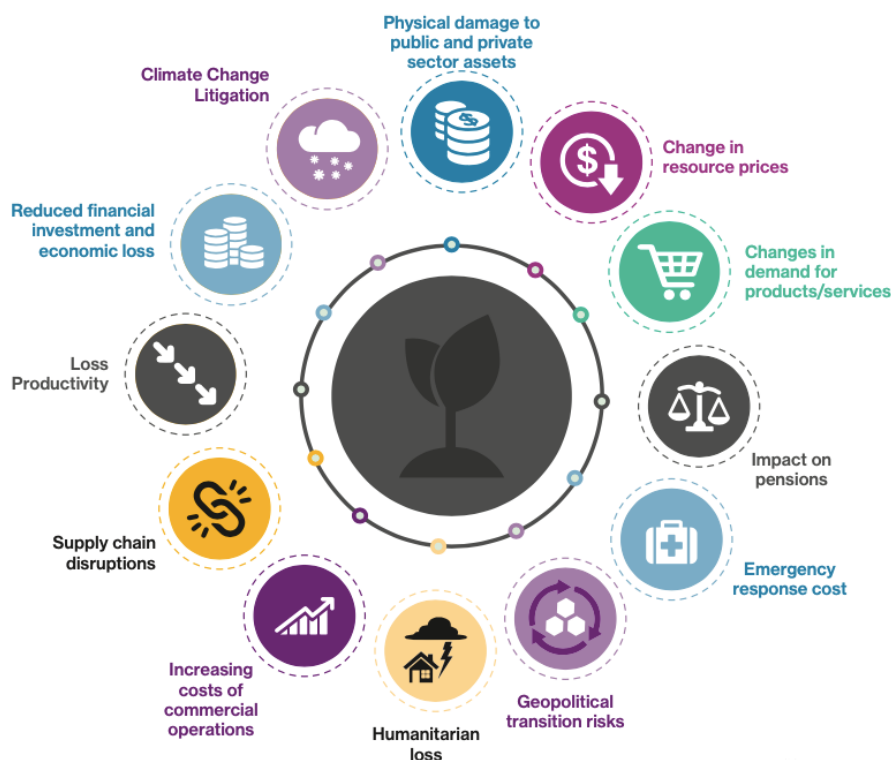 Physical damage to
public and private
sector assets
Climate Change
Litigation
Change in
resource prices
Reduced financial
investment and
economic loss
Changes in
demand for
products/services
Loss
Productivity
Impact on
pensions
Supply chain
disruptions
Emergency
response cost
Increasing
costs of
commercial
operations
Geopolitical
transition risks
Humanitarian
loss